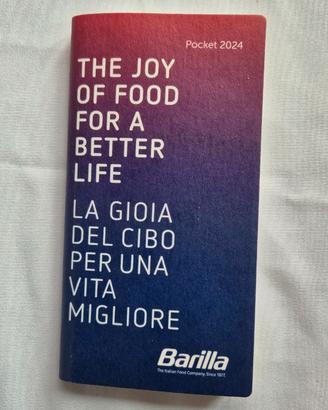 Pocket 2024
THE JOY
OF FOOD
FOR A
BETTER
LIFE
LA GIOIA
DEL CIBO
PER UNA
VITA
MIGLIORE
Barilla
The Italian Food Company. Since 1877.